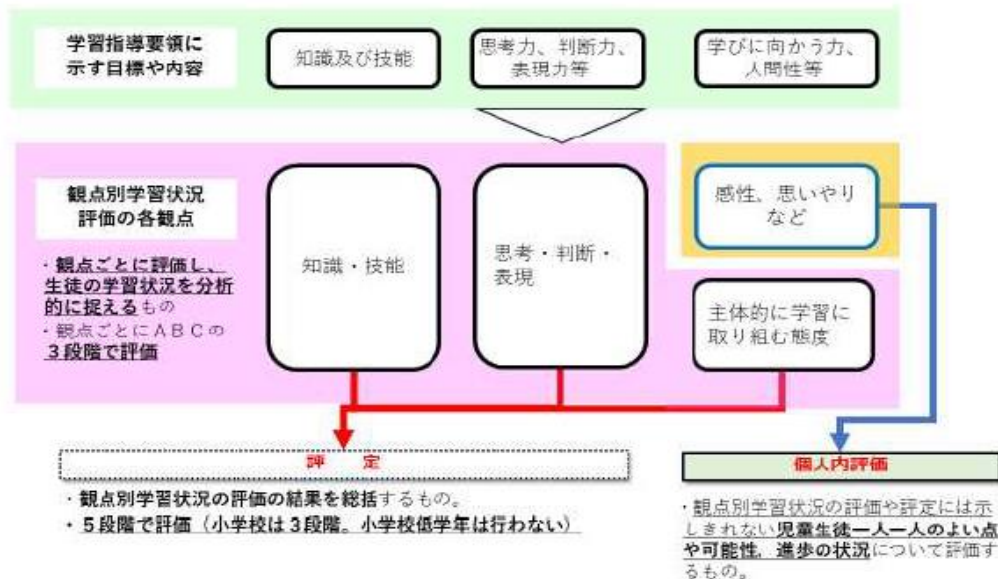 学習指導要領に
示す目標や内容
知識及び技能
思考力、判断力、
表現力等
学びに向かう力、
人間性等
観点別学習状況
評価の各観点
・観点ごとに評価し、
生徒の学習状況を分析
的に捉えるもの
・観点ごとにＡＢＣの
３段階で評価
知識・技能
思考・判断・
表現
感性、思いやり
など
主体的に学習に
取り組む態度
評　定
・観点別学習状況の評価の結果を総括するもの。
・５段階で評価（小学校は３段階。小学校低学年は行わない）
個人内評価
・観点別学習状況の評価や評定には示
しきれない児童生徒一人一人のよい点
や可能性、進歩の状況について評価す
るもの。